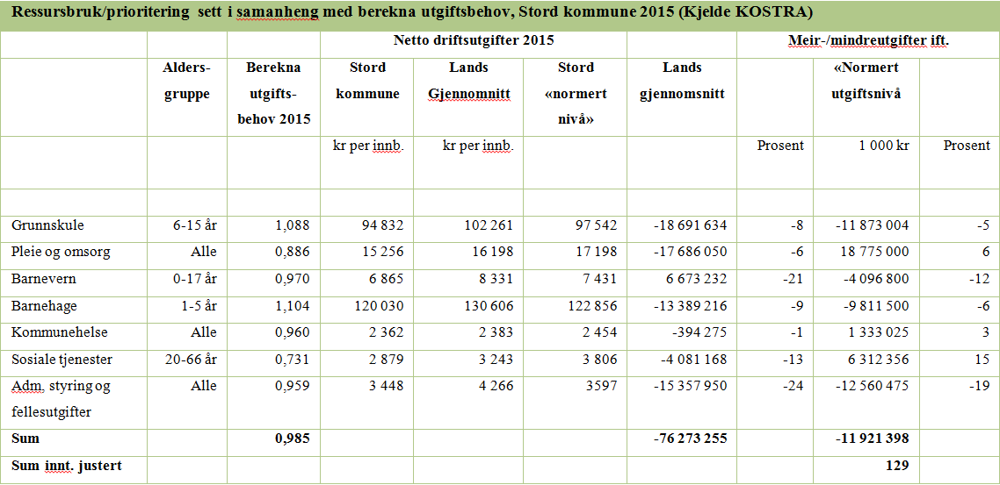 Ressursbruk/prioritering sett i samanheng med berekna utgiftsbehov, Stord kommune 2015 (Kjelde KOSTRA)
Netto driftsutgifter 2015 Meir-/mindreutgifter ift.
Alders- Berekna Stord Lands Stord Lands «Normert
gruppe utgifts- kommune Gjennomnitt «normert gjennomsnitt utgiftsnivå
behov 2015 nivå»
kr per innb. kr per innb. Prosent 1 000 kr Prosent
Grunnskule 6-15 år 1,088 94 832 102 261 97 542 -18 691 634 -8 -11 873 004 -5
Pleie og omsorg Alle 0,886 15 256 16 198 17 198 -17 686 050 -6 18 775 000 6
Barnevern 0-17 år 0,970 6 865 8 331 7 431 6 673 232 -21 -4 096 800 -12
Barnehage 1-5 år 1,104 120 030 130 606 122 856 -13 389 216 -9 -9 811 500 -6
Kommunehelse Alle 0,960 2 362 2 383 2 454 -394 275 -1 1 333 025 3
Sosiale tjenester 20-66 år 0,731 2 879 3 243 3 806 -4 081 168 -13 6 312 356 15
Adm, styring og Alle 0,959 3 448 4 266 3597 -15 357 950 -24 -12 560 475 -19
fellesutgifter
Sum 0,985 -76 273 255 -11 921 398
Sum innt. justert 129